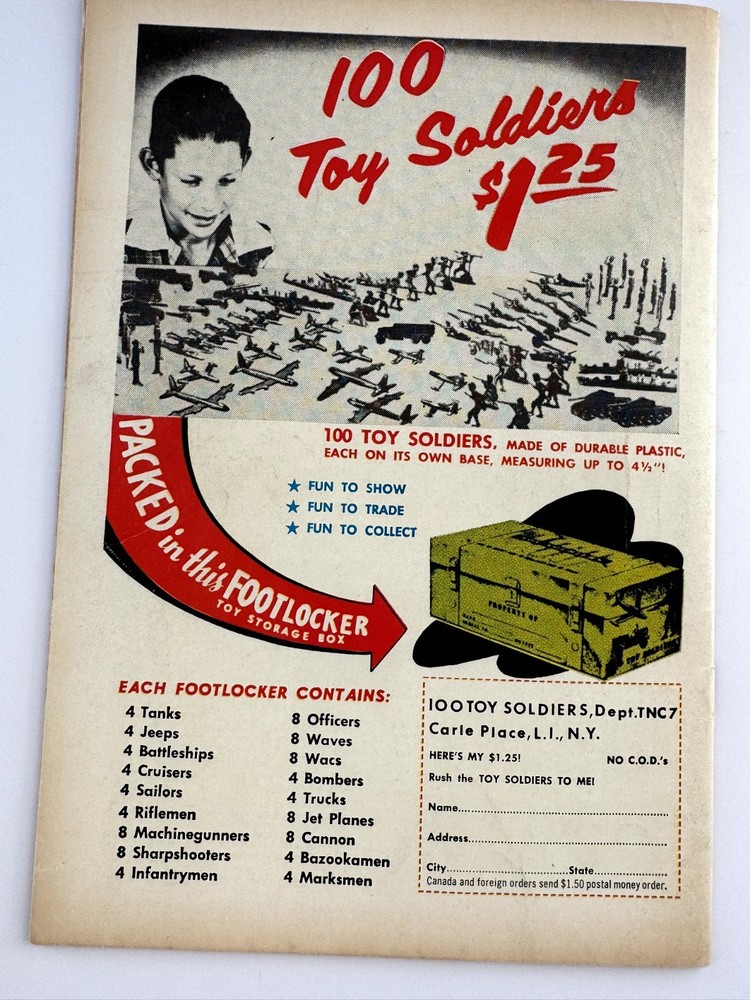 100
Toy Soldiers
$1.25
100 TOY SOLDIERS, MADE OF DURABLE PLASTIC,
EACH ON ITS OWN BASE, MEASURING UP TO 4½"!
★ FUN TO SHOW
★ FUN TO TRADE
★ FUN TO COLLECT
PACKED in this FOOTLOCKER
TOY STORAGE BOX
PROPERTY OF
EACH FOOTLOCKER CONTAINS:
4 Tanks
4 Jeeps
4 Battleships
4 Cruisers
4 Sailors
4 Riflemen
8 Machinegunners
8 Sharpshooters
4 Infantrymen
8 Officers
8 Waves
8 Wacs
4 Bombers
4 Trucks
8 Jet Planes
8 Cannon
4 Bazookamen
4 Marksmen
100 TOY SOLDIERS, Dept. TNC7
Carle Place, L.I., N.Y.
HERE'S MY $1.25! NO C.O.D.'s
Rush the TOY SOLDIERS TO ME!
Name
Address
City State
Canada and foreign orders send $1.50 postal money order.